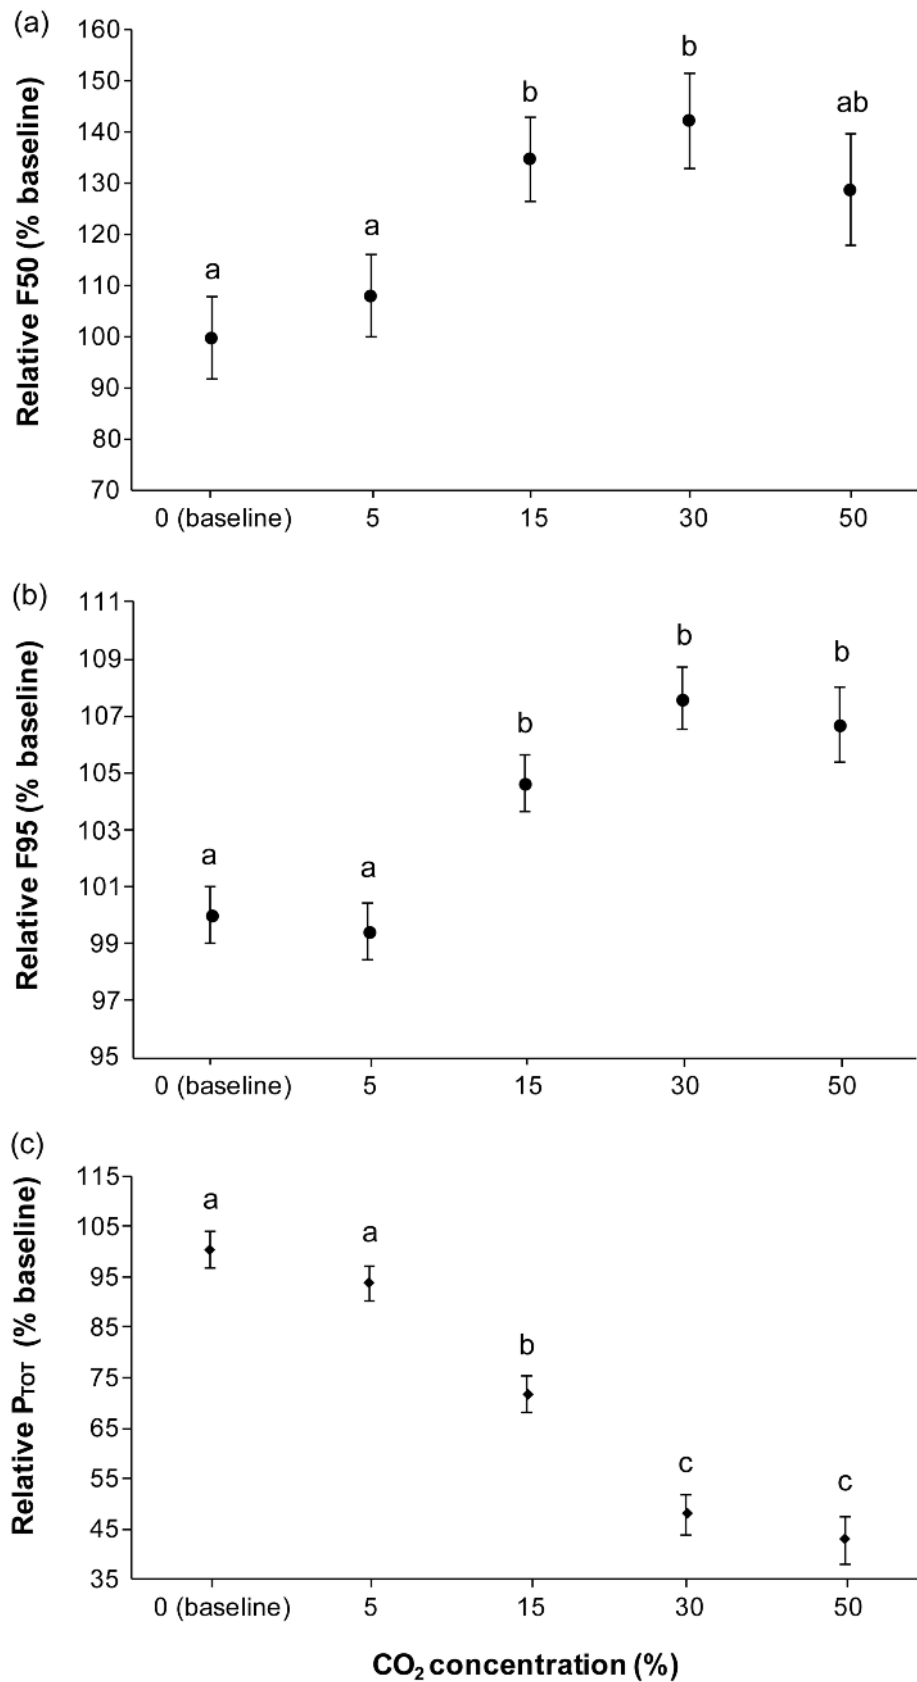 (a)
Relative F50 (% baseline)
160
150
140
130
120
110
100
90
80
70
a
a
b
b
ab
0 (baseline) 5 15 30 50
(b)
Relative F95 (% baseline)
111
109
107
105
103
101
99
97
95
a
a
b
b
b
0 (baseline) 5 15 30 50
(c)
Relative PTOT (% baseline)
115
105
95
85
75
65
55
45
35
a
a
b
c
c
0 (baseline) 5 15 30 50
CO₂ concentration (%)